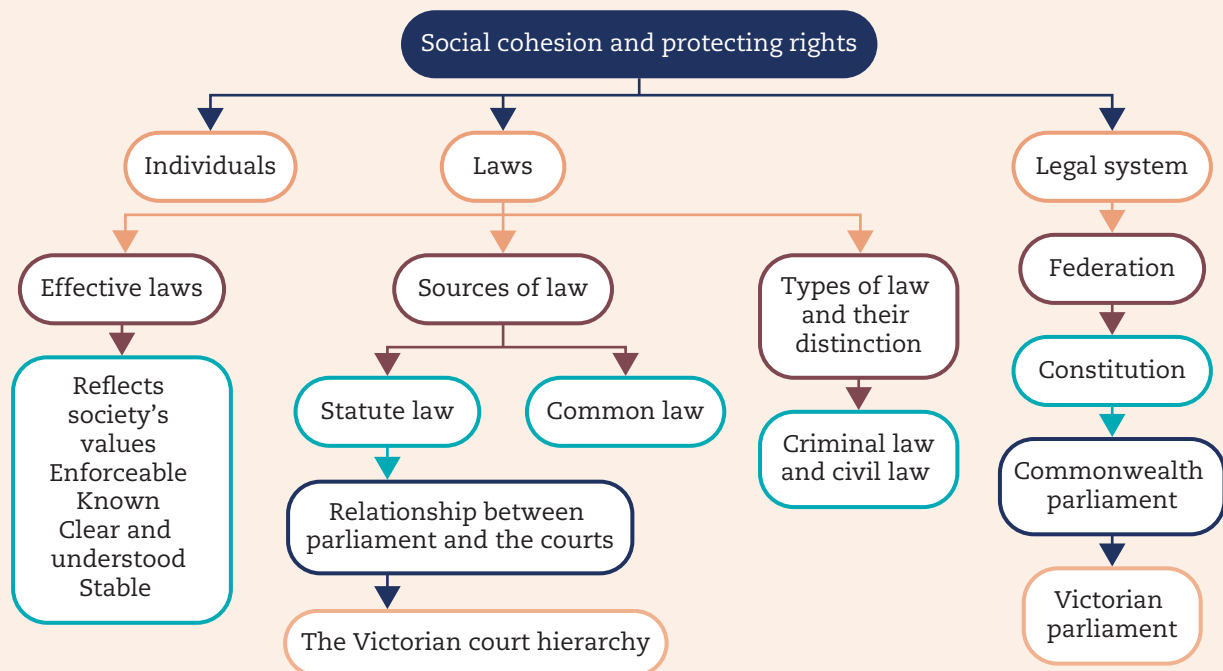 Social cohesion and protecting rights
Individuals
Laws
Legal system
Effective laws
Sources of law
Types of law
and their
distinction
Federation
Reflects
society's
values
Enforceable
Known
Clear and
understood
Stable
Statute law
Common law
Criminal law
and civil law
Constitution
Relationship between
parliament and the courts
Commonwealth
parliament
The Victorian court hierarchy
Victorian
parliament